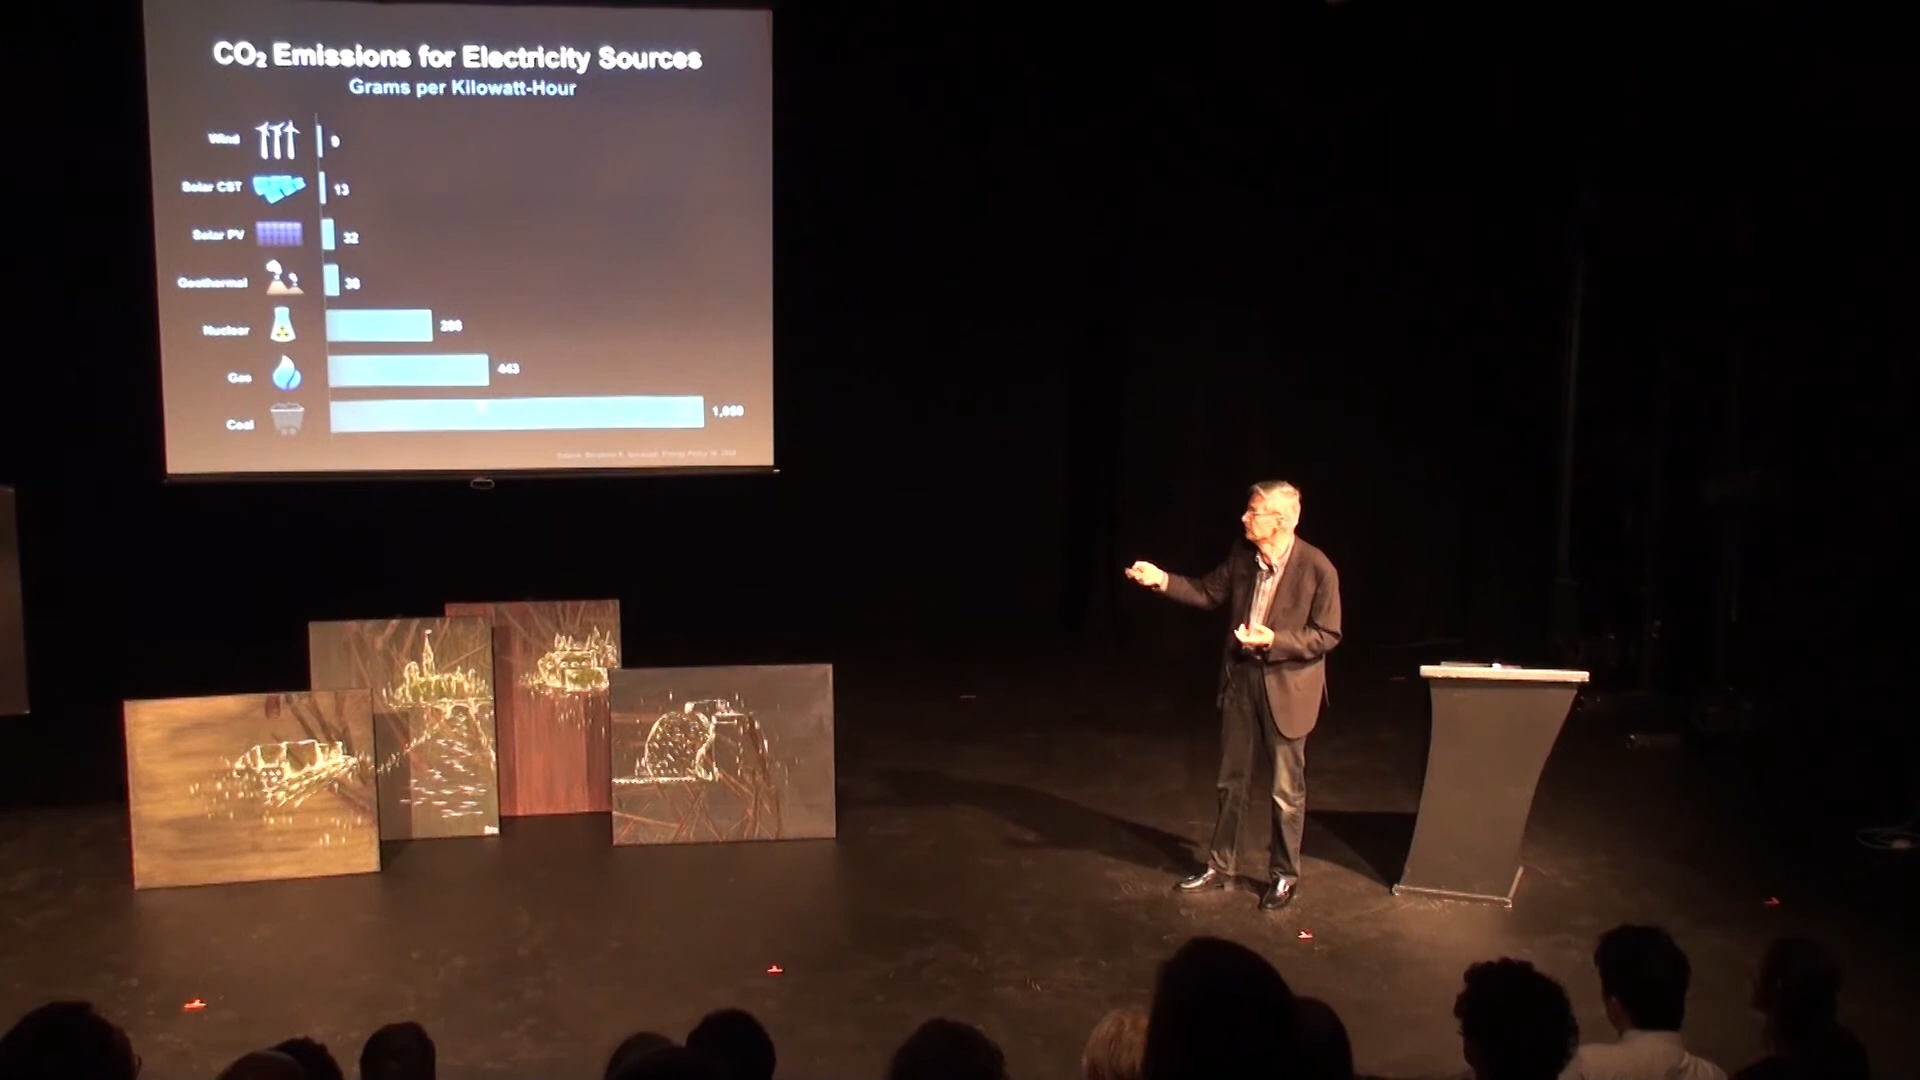 CO₂ Emissions for Electricity Sources
Grams per Kilowatt-Hour
Wind 9
Solar CST 13
Solar PV 32
Geothermal 38
Nuclear
Gas 443
Coal 1,050